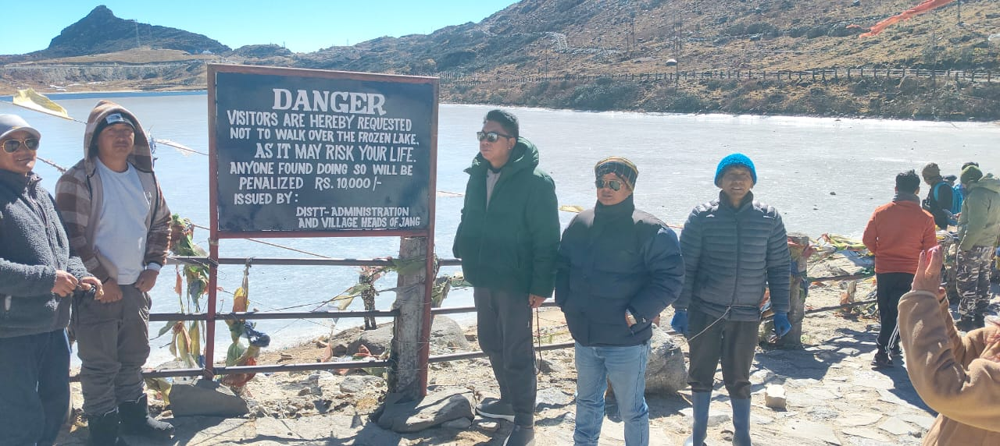 DANGER
VISITORS ARE HEREBY REQUESTED
NOT TO WALK OVER THE FROZEN LAKE.
AS IT MAY RISK YOUR LIFE.
ANYONE FOUND DOING SO WILL BE
PENALIZED RS. 10,000/-
ISSUED BY:
DISTT-ADMINISTRATION
AND VILLAGE HEADS OF JANG